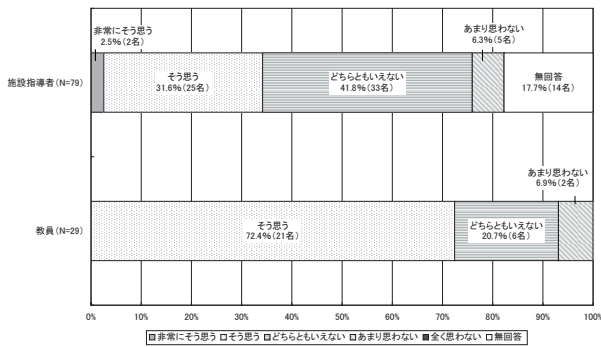 非常にそう思う
2.5%(2名)
あまり思わない
6.3%(5名)
施設指導者(N=79)
そう思う
31.6%(25名)
どちらともいえない
41.8%(33名)
無回答
17.7%(14名)
あまり思わない
6.9%(2名)
教員(N=29)
そう思う
72.4%(21名)
どちらともいえない
20.7%(6名)
0% 10% 20% 30% 40% 50% 60% 70% 80% 90% 100%
非常にそう思う そう思う どちらともいえない あまり思わない 全く思わない 無回答